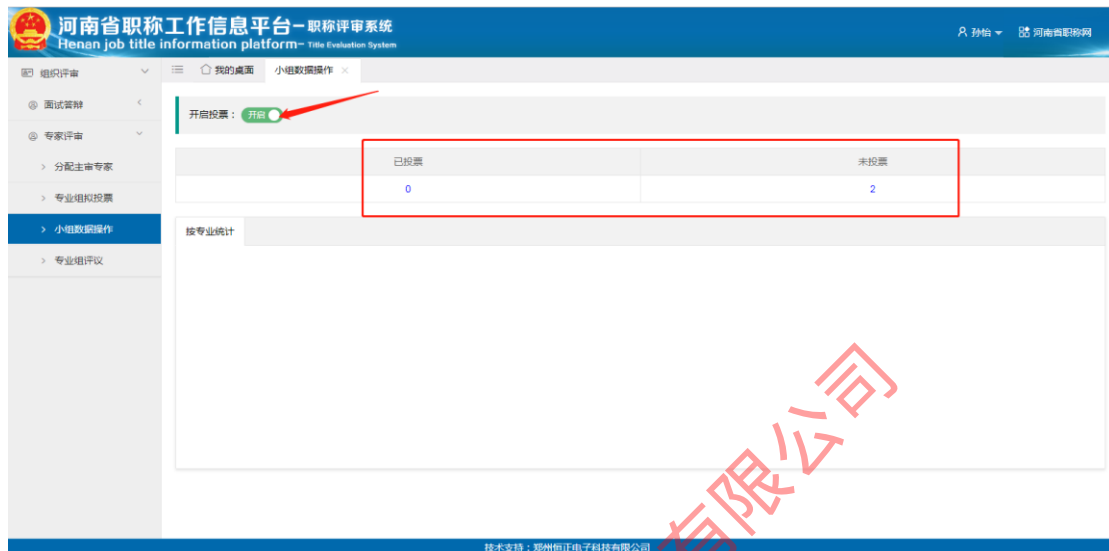 河南省职称工作信息平台-职称评审系统
Henan job title information platform- Title Evaluation System
孙怡
河南省职称网
组织评审
我的桌面
小组数据操作
面试答辩
专家评审
分配主审专家
专业组拟投票
小组数据操作
专业组评议
开启投票：
开启
已投票
未投票
0
2
按专业统计
有限公司
技术支持：郑州恒正电子科技有限公司